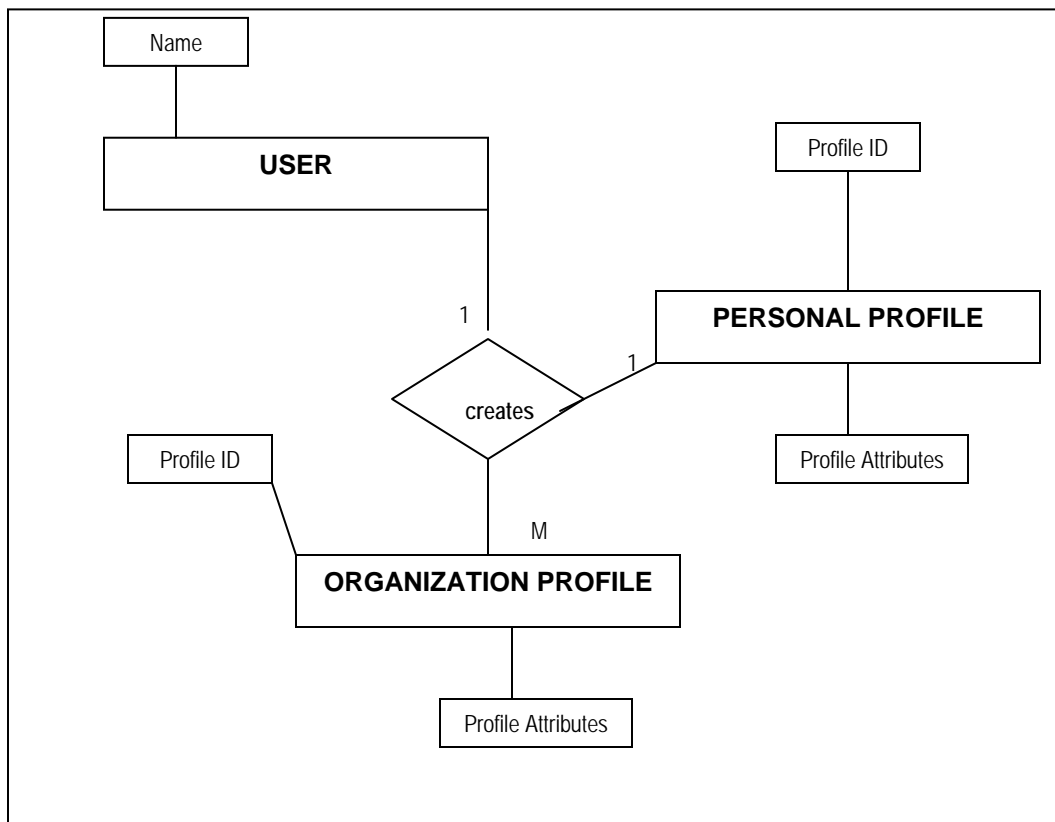 Name
USER
Profile ID
1
PERSONAL PROFILE
1
creates
Profile ID
Profile Attributes
M
ORGANIZATION PROFILE
Profile Attributes